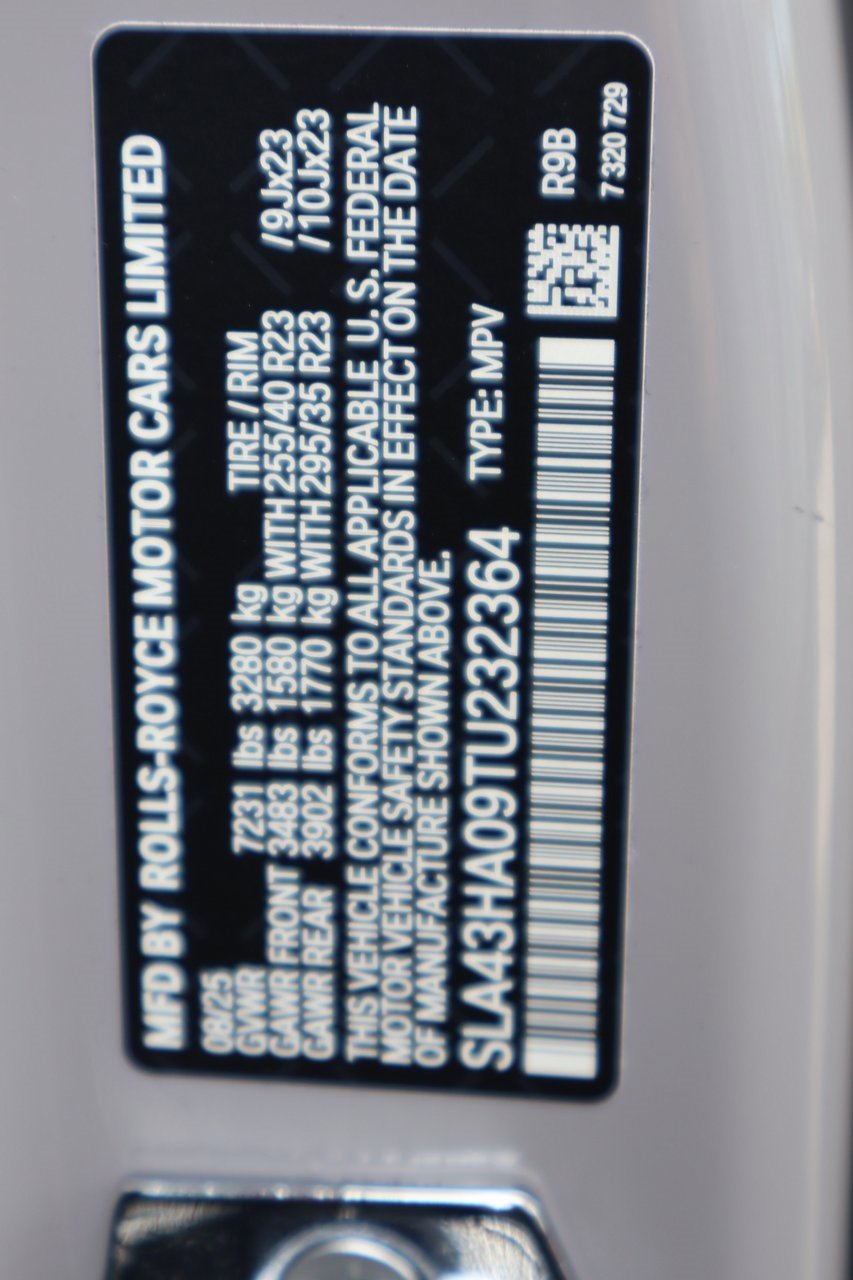 MFD BY ROLLS-ROYCE MOTOR CARS LIMITED
08/25
GVWR 7231 lbs 3280 kg TIRE / RIM
GAWR FRONT 3483 lbs 1580 kg WITH 255/40 R23 /9Jx23
GAWR REAR 3902 lbs 1770 kg WITH 295/35 R23 /10Jx23
THIS VEHICLE CONFORMS TO ALL APPLICABLE U.S. FEDERAL
MOTOR VEHICLE SAFETY STANDARDS IN EFFECT ON THE DATE
OF MANUFACTURE SHOWN ABOVE.
SLA43HA09TU232364 TYPE: MPV
R9B
7 320 729